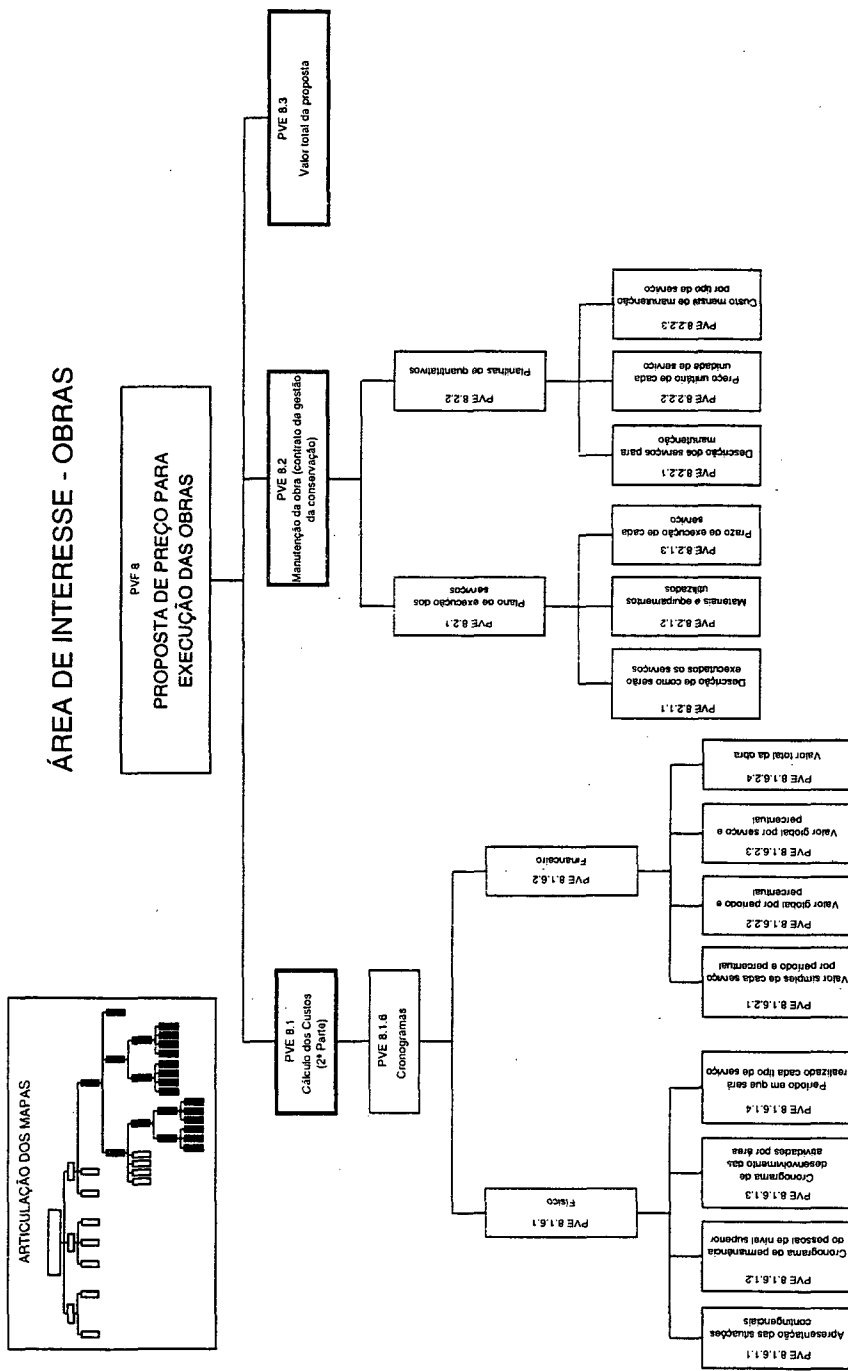 ÁREA DE INTERESSE - OBRAS
ARTICULAÇÃO DOS MAPAS
PVF 8
PROPOSTA DE PREÇO PARA
EXECUÇÃO DAS OBRAS
PVE 8.1
Cálculo dos Custos
(2ª Parte)
PVE 8.2
Manutenção da obra (contrato da gestão
da conservação)
PVE 8.3
Valor total da proposta
PVE 8.1.6
Cronogramas
PVE 8.1.6.1
Físico
PVE 8.1.6.2
Financeiro
PVE 8.2.1
Plano de execução dos
serviços
PVE 8.2.2
Planilhas de quantitativos
PVE 8.1.6.1.1
Apresentação das situações
contingenciais
PVE 8.1.6.1.2
Cronograma de permanência
do pessoal de nível superior
PVE 8.1.6.1.3
Cronograma de
desenvolvimento das
atividades por área
PVE 8.1.6.1.4
Período em que será
realizado cada tipo de serviço
PVE 8.1.6.2.1
Valor simples de cada serviço
por período e percentual
PVE 8.1.6.2.2
Valor global por período e
percentual
PVE 8.1.6.2.3
Valor global por serviço e
percentual
PVE 8.1.6.2.4
Valor total da obra
PVE 8.2.1.1
Descrição de como serão
executados os serviços
PVE 8.2.1.2
Materiais e equipamentos
utilizados
PVE 8.2.1.3
Prazo de execução de cada
serviço
PVE 8.2.2.1
Descrição dos serviços para
manutenção
PVE 8.2.2.2
Preço unitário de cada
unidade de serviço
PVE 8.2.2.3
Custo mensal de manutenção
por tipo de serviço